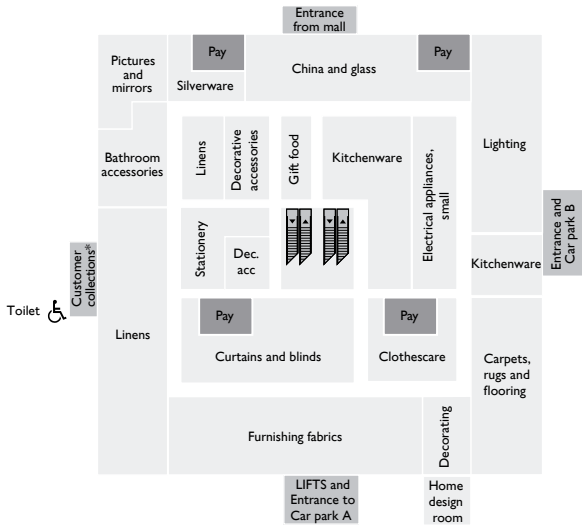 Entrance
from mall
Pay
Pay
Pictures
and
mirrors
Silverware
China and glass
Lighting
Bathroom
accessories
Linens
Decorative
accessories
Gift food
Kitchenware
Electrical appliances,
small
Stationery
Dec.
acc
Kitchenware
Entrance and
Car park B
Customer
collections*
Toilet
Linens
Pay
Curtains and blinds
Pay
Clothescare
Carpets,
rugs and
flooring
Furnishing fabrics
Decorating
LIFTS and
Entrance to
Car park A
Home
design
room